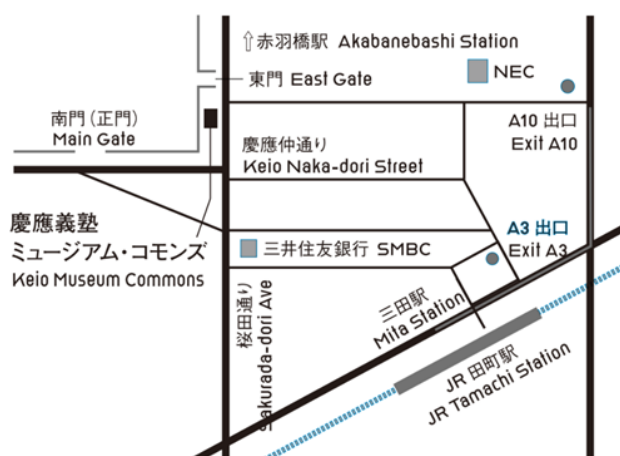 赤羽橋駅 Akabanebashi Station
NEC
東門 East Gate
南門(正門)
Main Gate
A10 出口
Exit A10
慶應仲通り
Keio Naka-dori Street
慶應義塾
ミュージアム・コモンズ
Keio Museum Commons
A3 出口
Exit A3
三井住友銀行 SMBC
桜田通り
Sakurada-dori Ave
三田駅
Mita Station
JR 田町駅
JR Tamachi Station